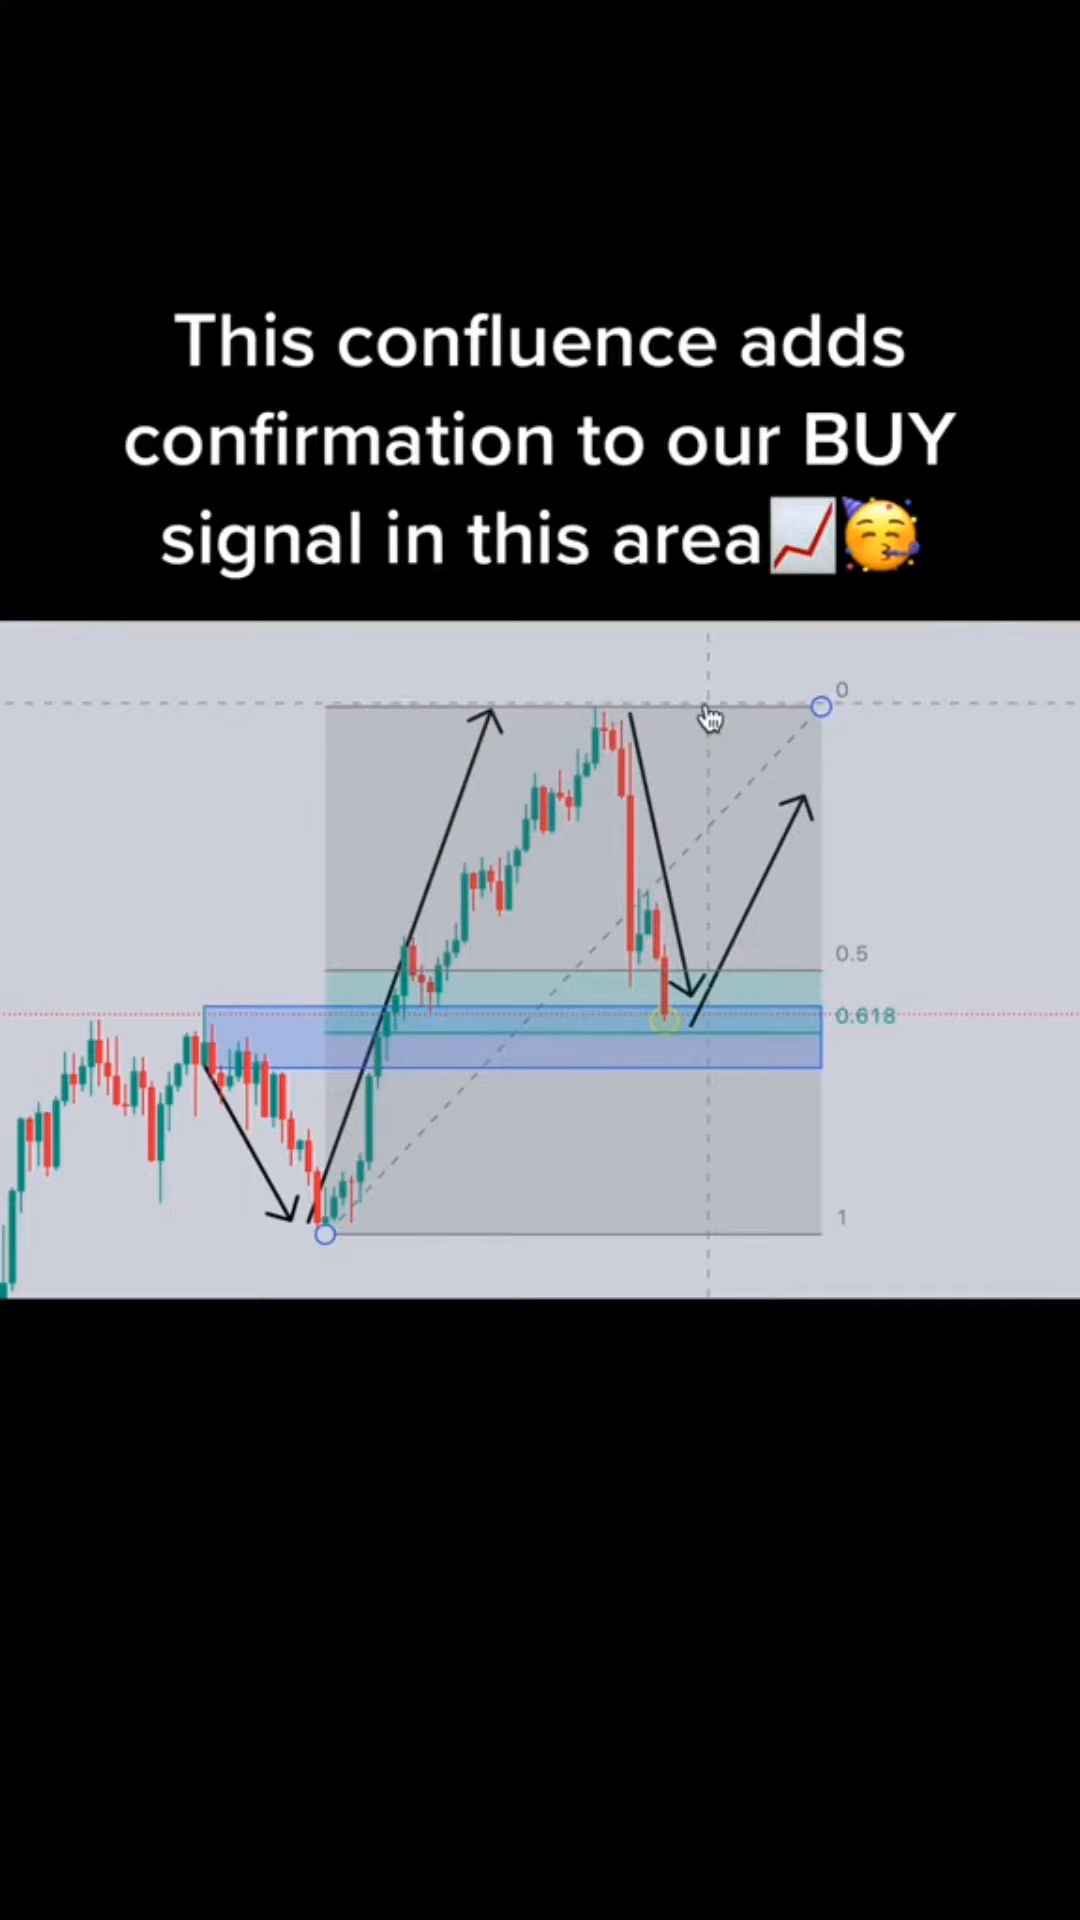 This confluence adds
confirmation to our BUY
signal in this area📈🥳
0
0.5
0.618
1